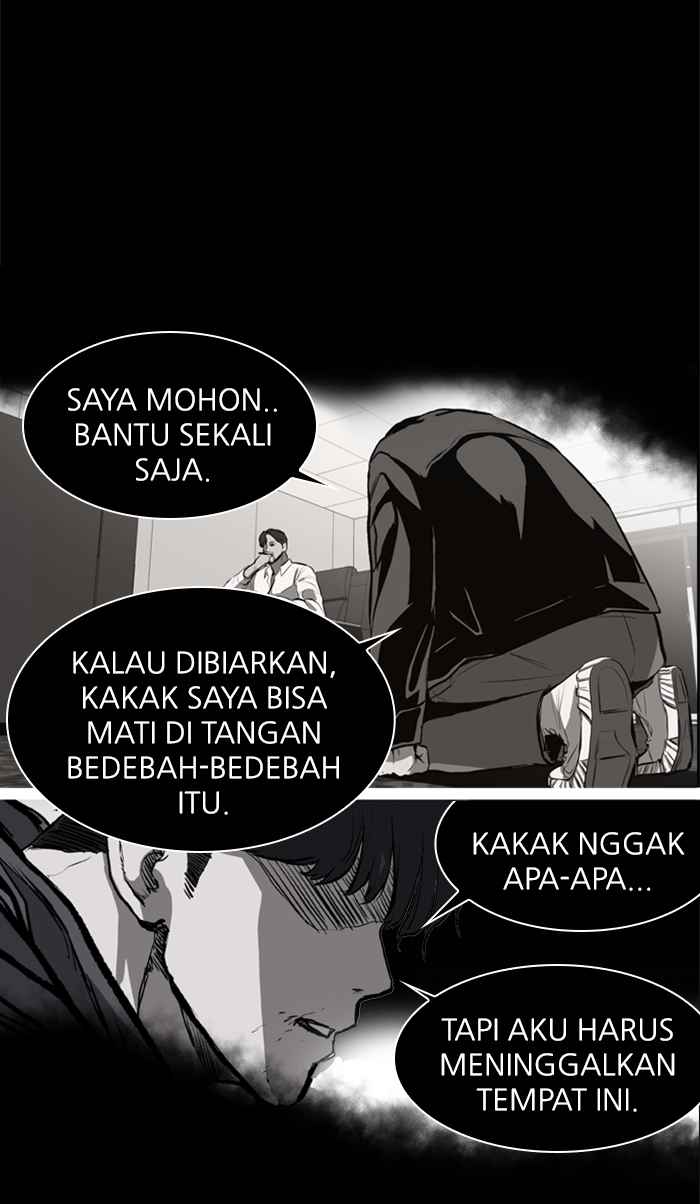 SAYA MOHON..
BANTU SEKALI
SAJA.
KALAU DIBIARKAN,
KAKAK SAYA BISA
MATI DI TANGAN
BEDEBAH-BEDEBAH
ITU.
KAKAK NGGAK
APA-APA...
TAPI AKU HARUS
MENINGGALKAN
TEMPAT INI.